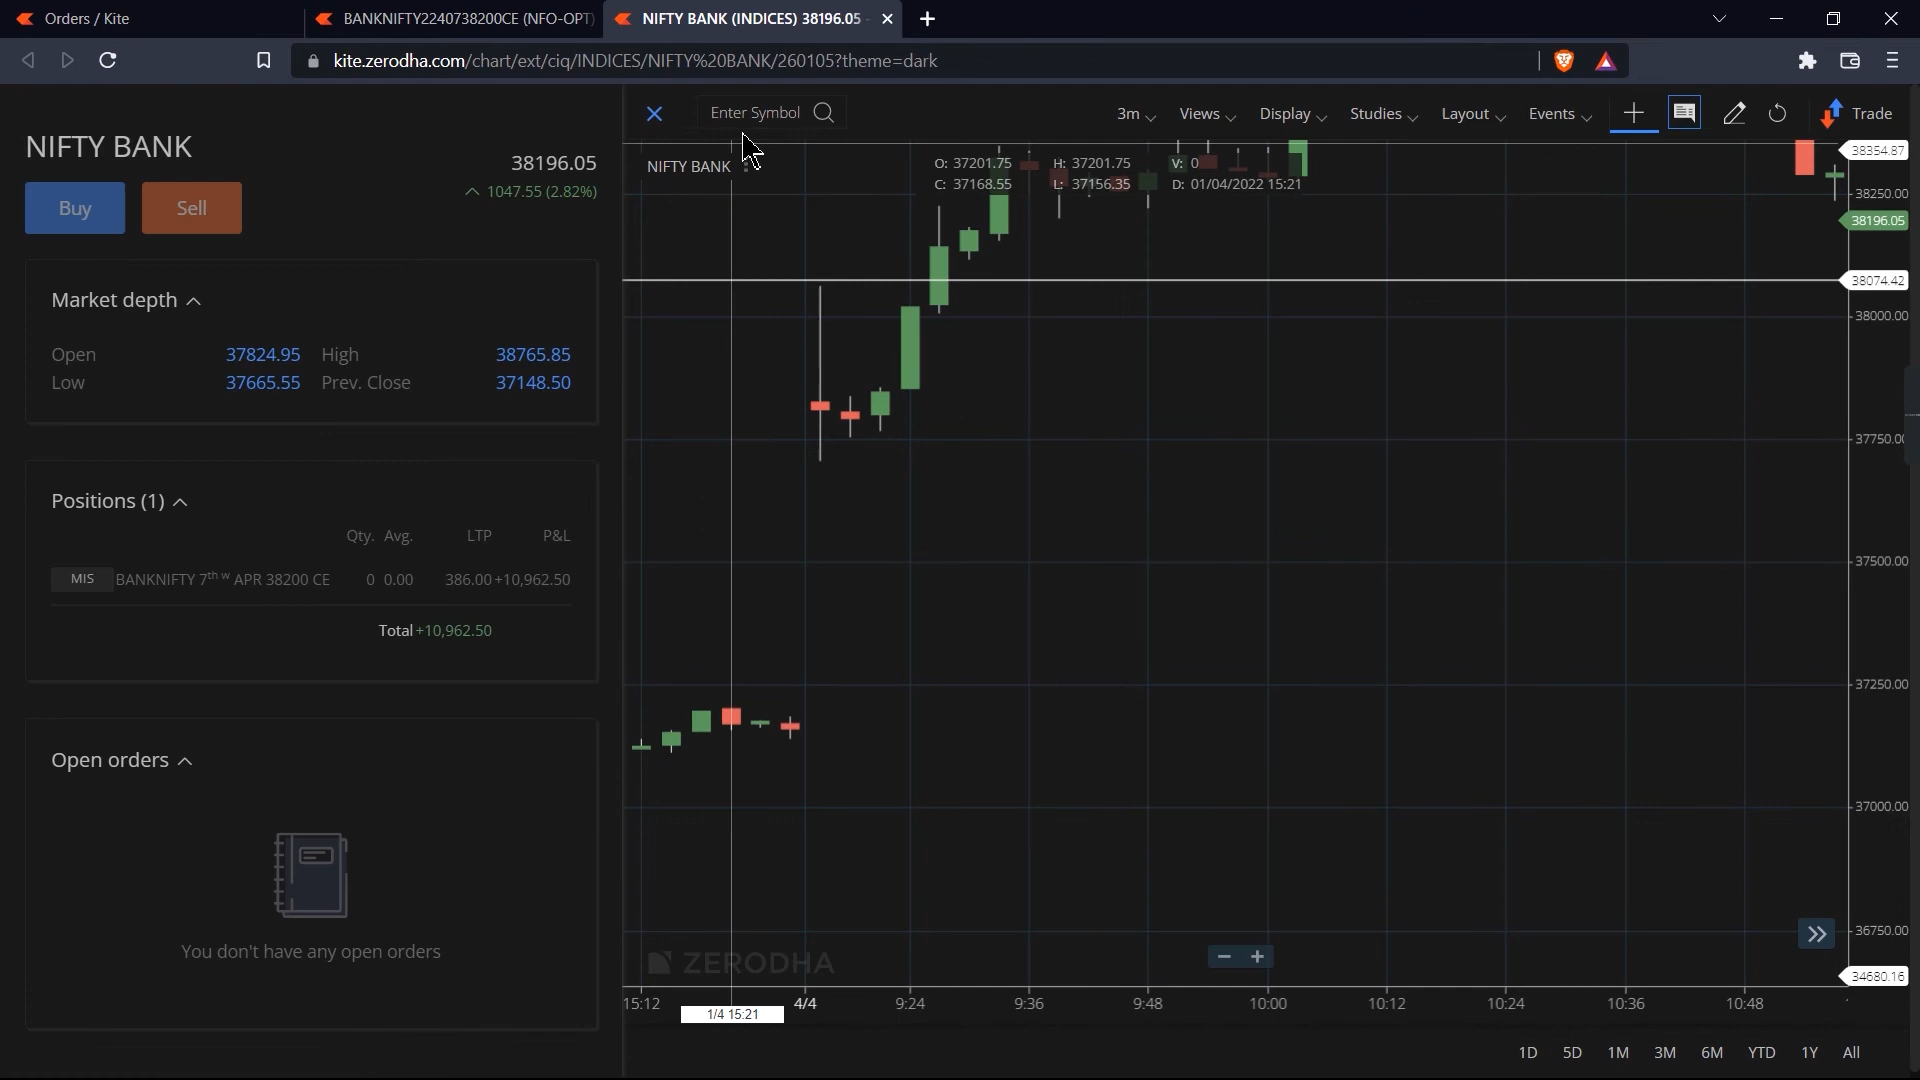 Orders / Kite
BANKNIFTY2240738200CE (NFO-OPT)
NIFTY BANK (INDICES) 38196.05
kite.zerodha.com/chart/ext/ciq/INDICES/NIFTY%20BANK/260105?theme=dark
NIFTY BANK
38196.05
1047.55 (2.82%)
Buy
Sell
Market depth
Open 37824.95 High 38765.85
Low 37665.55 Prev. Close 37148.50
Positions (1)
Qty. Avg. LTP P&L
MIS BANKNIFTY 7th w APR 38200 CE 0 0.00 386.00 +10,962.50
Total +10,962.50
Open orders
You don't have any open orders
Enter Symbol
3m Views Display Studies Layout Events Trade
NIFTY BANK
O: 37201.75 H: 37201.75 V: 0
C: 37168.55 L: 37156.35 D: 01/04/2022 15:21
38354.87
38250.00
38196.05
38074.42
38000.00
37750.00
37500.00
37250.00
37000.00
36750.00
34680.16
ZERODHA
15:12 4/4 9:24 9:36 9:48 10:00 10:12 10:24 10:36 10:48
1/4 15:21
1D 5D 1M 3M 6M YTD 1Y All